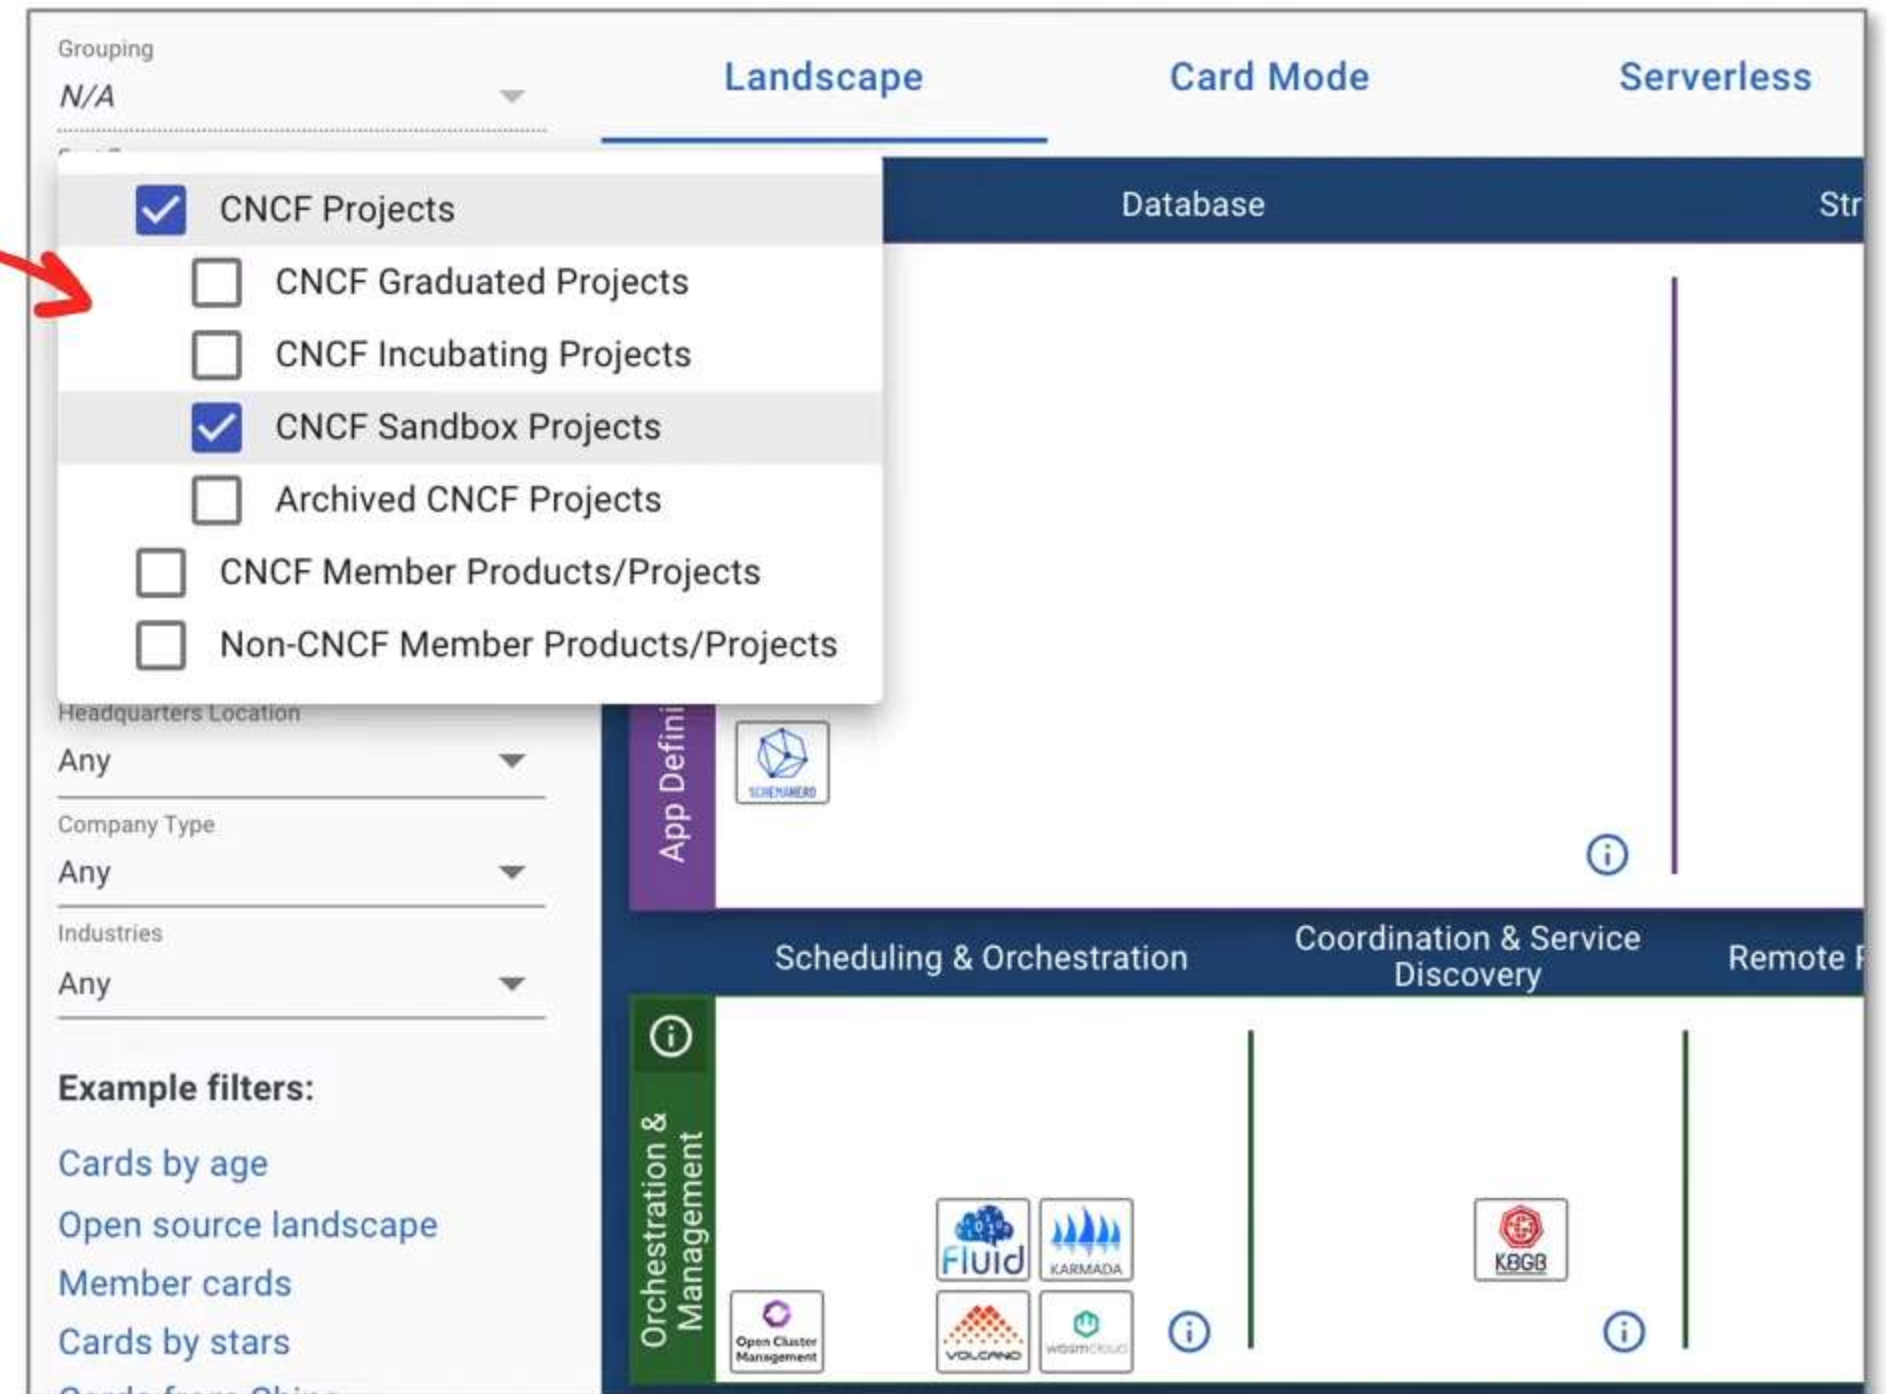 Grouping
N/A
Landscape
Card Mode
Serverless
CNCF Projects
CNCF Graduated Projects
CNCF Incubating Projects
CNCF Sandbox Projects
Archived CNCF Projects
CNCF Member Products/Projects
Non-CNCF Member Products/Projects
Headquarters Location
Any
Company Type
Any
Industries
Any
Example filters:
Cards by age
Open source landscape
Member cards
Cards by stars
Database
Str
App Defini
SCHEMAHERO
Scheduling & Orchestration
Coordination & Service
Discovery
Remote
Orchestration &
Management
Fluid
KARMADA
Open Cluster
Management
VOLCANO
wasmcloud
K8GB